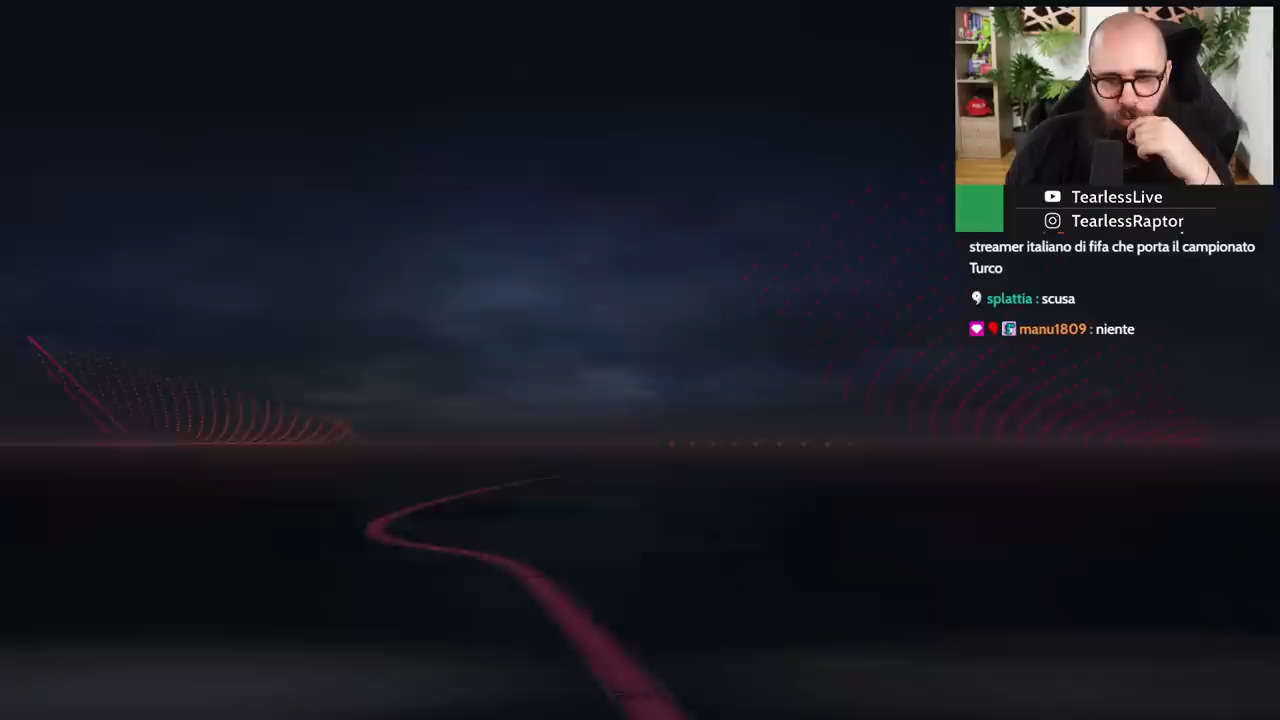 TearlessLive
TearlessRaptor
streamer italiano di fifa che porta il campionato
Turco
splattia : scusa
manu1809 : niente